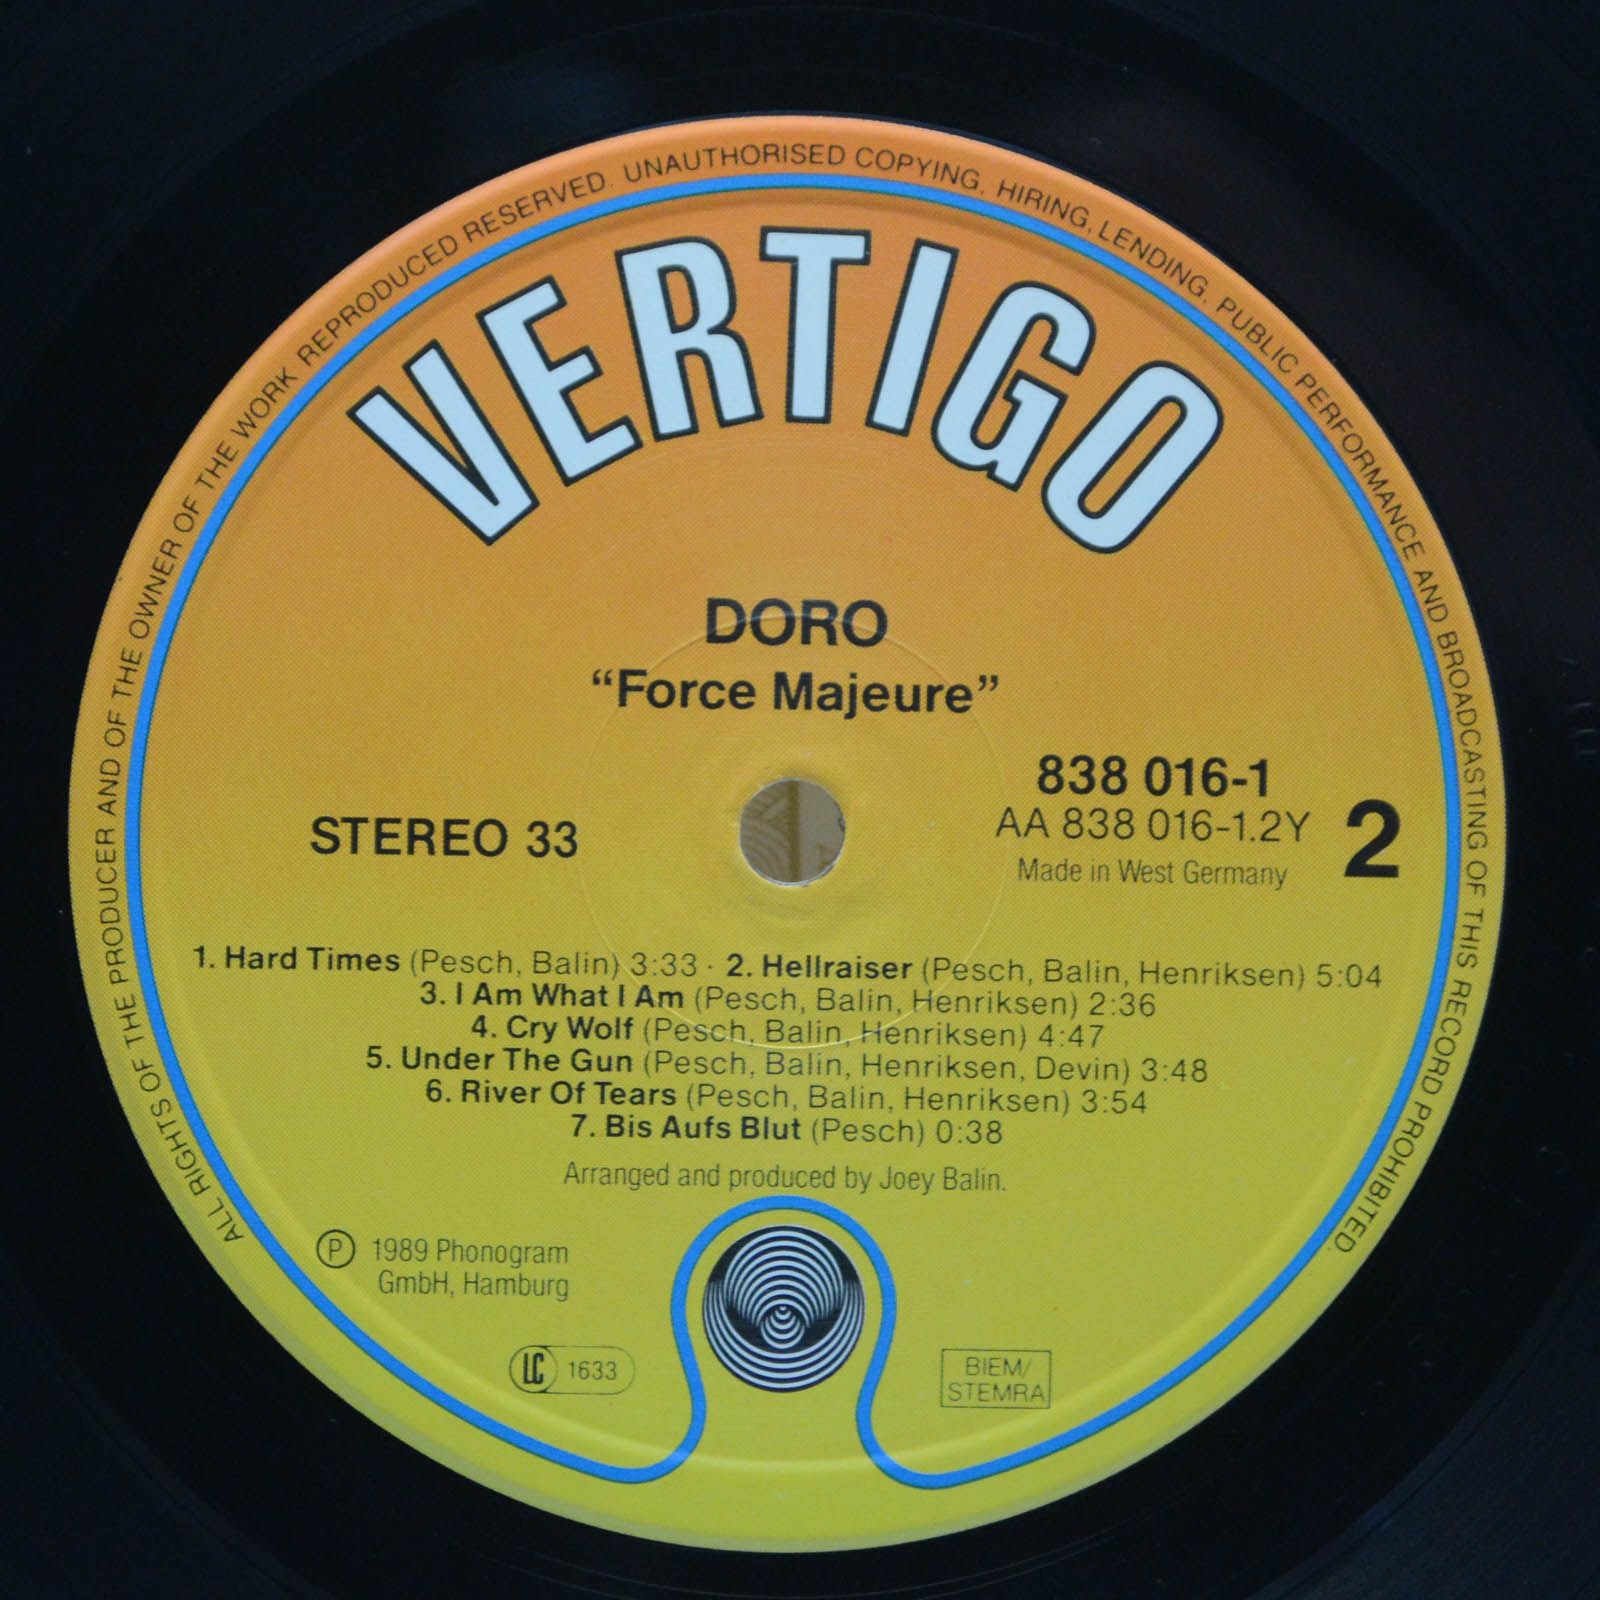 ALL RIGHTS OF THE PRODUCER AND OF THE OWNER OF THE WORK REPRODUCED RESERVED. UNAUTHORISED COPYING, HIRING, LENDING, PUBLIC PERFORMANCE AND BROADCASTING OF THIS RECORD PROHIBITED.
VERTIGO
DORO
“Force Majeure”
STEREO 33
838 016-1
AA 838 016-1.2Y
2
Made in West Germany
1. Hard Times (Pesch, Balin) 3:33 · 2. Hellraiser (Pesch, Balin, Henriksen) 5:04
3. I Am What I Am (Pesch, Balin, Henriksen) 2:36
4. Cry Wolf (Pesch, Balin, Henriksen) 4:47
5. Under The Gun (Pesch, Balin, Henriksen, Devin) 3:48
6. River Of Tears (Pesch, Balin, Henriksen) 3:54
7. Bis Aufs Blut (Pesch) 0:38
Arranged and produced by Joey Balin.
Ⓟ 1989 Phonogram
GmbH, Hamburg
LC 1633
BIEM/
STEMRA